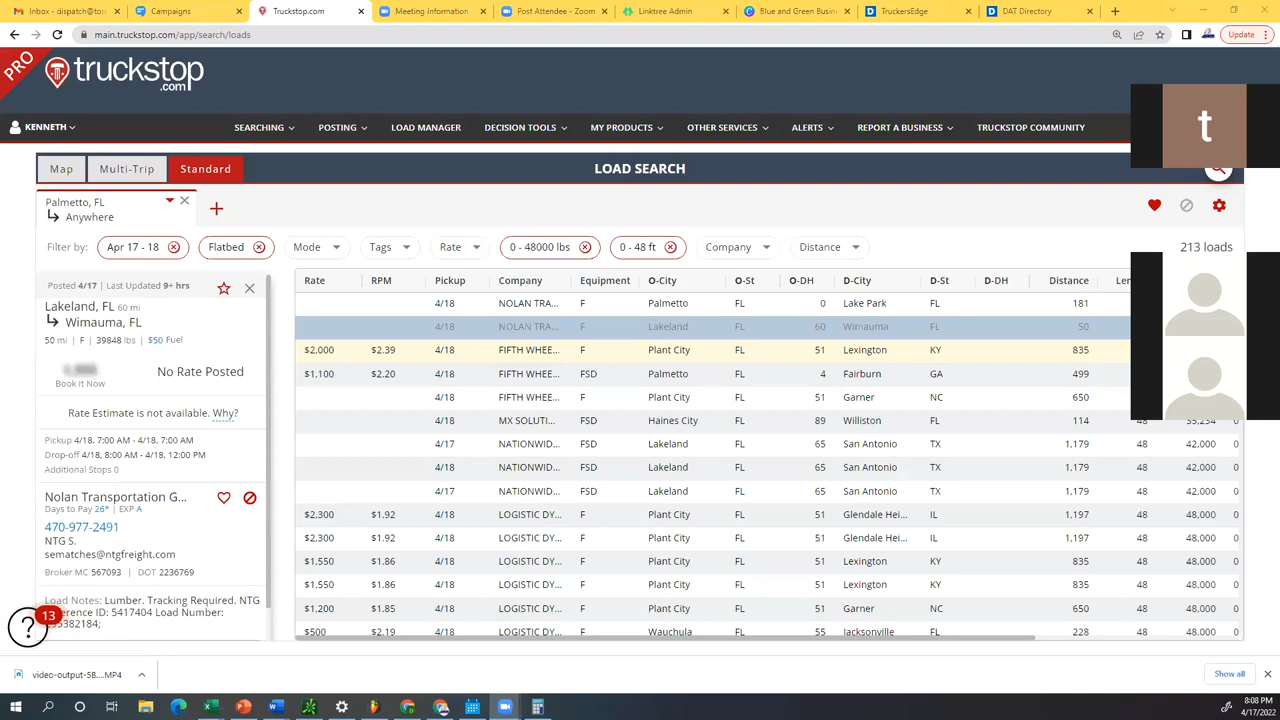 Inbox - dispatch@tom
Campaigns
Truckstop.com
Meeting Information
Post Attendee - Zoom
Linktree Admin
Blue and Green Busin
TruckersEdge
DAT Directory
main.truckstop.com/app/search/loads
Update
PRO
truckstop
.com
KENNETH
SEARCHING
POSTING
LOAD MANAGER
DECISION TOOLS
MY PRODUCTS
OTHER SERVICES
ALERTS
REPORT A BUSINESS
TRUCKSTOP COMMUNITY
t
Map
Multi-Trip
Standard
LOAD SEARCH
Palmetto, FL
Anywhere
Filter by:
Apr 17 - 18
Flatbed
Mode
Tags
Rate
0 - 48000 lbs
0 - 48 ft
Company
Distance
213 loads
Posted 4/17 | Last Updated 9+ hrs
Lakeland, FL 60 mi
Wimauma, FL
50 mi | F | 39848 lbs | $50 Fuel
Book It Now
No Rate Posted
Rate Estimate is not available. Why?
Pickup 4/18, 7:00 AM - 4/18, 7:00 AM
Drop-off 4/18, 8:00 AM - 4/18, 12:00 PM
Additional Stops 0
Nolan Transportation G...
Days to Pay 26* | EXP A
470-977-2491
NTG S.
sematches@ntgfreight.com
Broker MC 567093 | DOT 2236769
Load Notes: Lumber. Tracking Required. NTG
erence ID: 5417404 Load Number:
5382184;
13
Rate RPM Pickup Company Equipment O-City O-St O-DH D-City D-St D-DH Distance Len
4/18 NOLAN TRA... F Palmetto FL 0 Lake Park FL 181
4/18 NOLAN TRA... F Lakeland FL 60 Wimauma FL 50
$2,000 $2.39 4/18 FIFTH WHEE... F Plant City FL 51 Lexington KY 835
$1,100 $2.20 4/18 FIFTH WHEE... FSD Palmetto FL 4 Fairburn GA 499
4/18 FIFTH WHEE... F Plant City FL 51 Garner NC 650
4/18 MX SOLUTI... FSD Haines City FL 89 Williston FL 114 48 35,234 0
4/17 NATIONWID... FSD Lakeland FL 65 San Antonio TX 1,179 48 42,000 0
4/18 NATIONWID... FSD Lakeland FL 65 San Antonio TX 1,179 48 42,000 0
4/17 NATIONWID... FSD Lakeland FL 65 San Antonio TX 1,179 48 42,000 0
$2,300 $1.92 4/18 LOGISTIC DY... F Plant City FL 51 Glendale Hei... IL 1,197 48 48,000 0
$2,300 $1.92 4/18 LOGISTIC DY... F Plant City FL 51 Glendale Hei... IL 1,197 48 48,000 0
$1,550 $1.86 4/18 LOGISTIC DY... F Plant City FL 51 Lexington KY 835 48 48,000 0
$1,550 $1.86 4/18 LOGISTIC DY... F Plant City FL 51 Lexington KY 835 48 48,000 0
$1,200 $1.85 4/18 LOGISTIC DY... F Plant City FL 51 Garner NC 650 48 48,000 0
$500 $2.19 4/18 LOGISTIC DY... F Wauchula FL 55 Jacksonville FL 228 48 48,000 0
video-output-5B....MP4
Show all
8:08 PM
4/17/2022